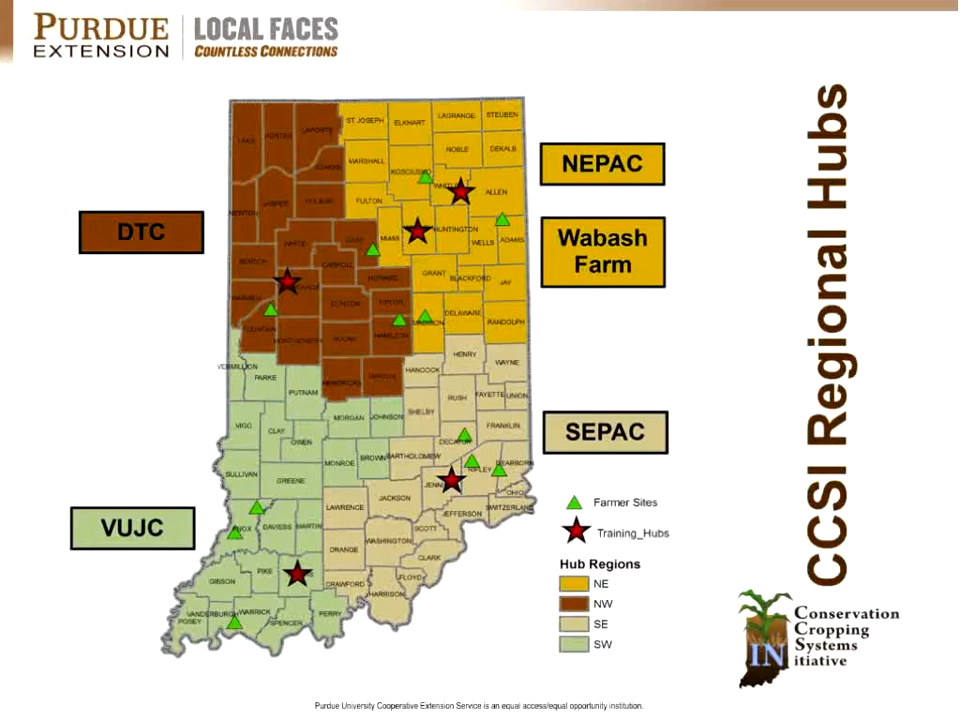 PURDUE
EXTENSION
LOCAL FACES
COUNTLESS CONNECTIONS
CCSI Regional Hubs
NEPAC
Wabash
Farm
DTC
SEPAC
VUJC
ST JOSEPH
ELKHART
LAGRANGE
STEUBEN
LAPORTE
NOBLE
DEKALB
MARSHALL
KOSCIUSKO
ALLEN
FULTON
NEWTON
JASPER
WHITE
MIAMI
HUNTINGTON
WELLS
ADAMS
BENTON
CARROLL
HOWARD
GRANT
BLACKFORD
JAY
WARREN
CLINTON
TIPTON
MADISON
DELAWARE
RANDOLPH
FOUNTAIN
MONTGOMERY
BOONE
HAMILTON
HENRY
WAYNE
VERMILLION
PARKE
PUTNAM
HENDRICKS
HANCOCK
RUSH
FAYETTE
UNION
SHELBY
MORGAN
JOHNSON
VIGO
CLAY
OWEN
FRANKLIN
DECATUR
MONROE
BROWN
BARTHOLOMEW
RIPLEY
DEARBORN
SULLIVAN
GREENE
OHIO
JACKSON
SWITZERLAND
JEFFERSON
LAWRENCE
KNOX
DAVIESS
MARTIN
SCOTT
WASHINGTON
ORANGE
CLARK
PIKE
GIBSON
CRAWFORD
FLOYD
HARRISON
VANDERBURGH
WARRICK
PERRY
POSEY
SPENCER
Farmer Sites
Training_Hubs
Hub Regions
NE
NW
SE
SW
IN
Conservation
Cropping
Systems
itiative
Purdue University Cooperative Extension Service is an equal access/equal opportunity institution.